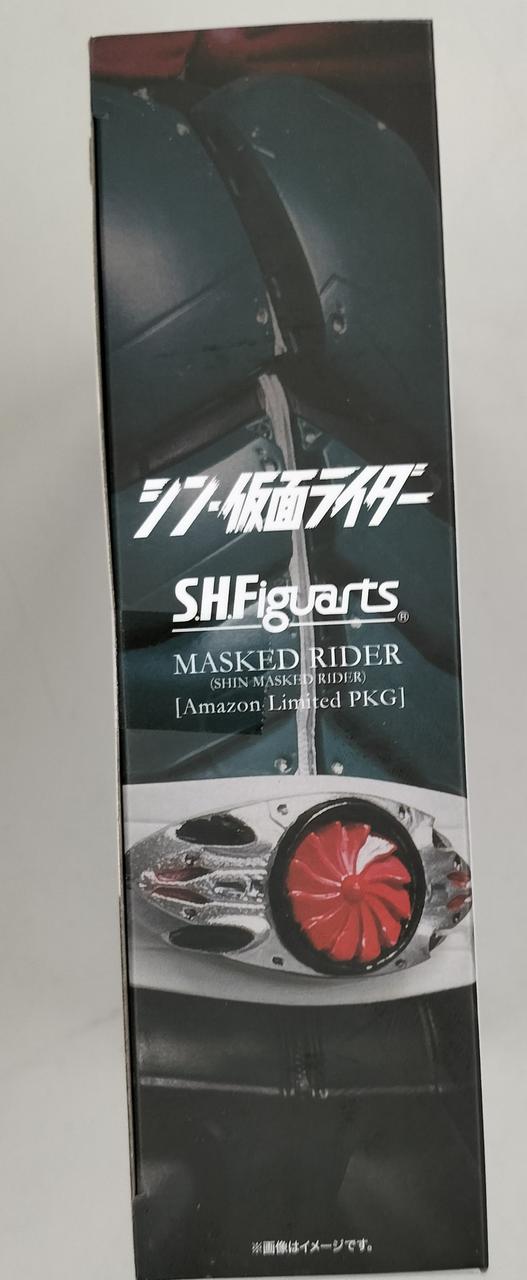 シン・仮面ライダー
S.H.Figuarts®
MASKED RIDER
(SHIN MASKED RIDER)
[Amazon Limited PKG]
※画像はイメージです。